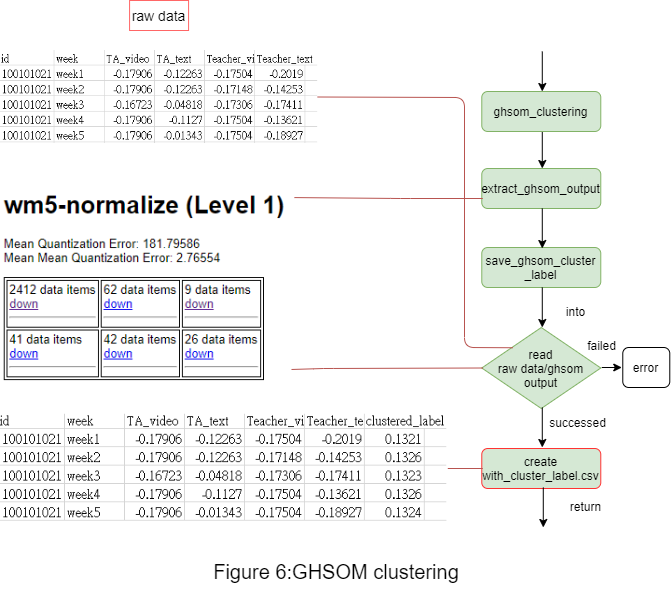 raw data
id week TA_video TA_text Teacher_vi Teacher_text
100101021 week1 -0.17906 -0.12263 -0.17504 -0.2019
100101021 week2 -0.17906 -0.12263 -0.17148 -0.14253
100101021 week3 -0.16723 -0.04818 -0.17306 -0.17411
100101021 week4 -0.17906 -0.1127 -0.17504 -0.13621
100101021 week5 -0.17906 -0.01343 -0.17504 -0.18927
ghsom_clustering
extract_ghsom_output
wm5-normalize (Level 1)
Mean Quantization Error: 181.79586
Mean Mean Quantization Error: 2.76554
save_ghsom_cluster
_label
2412 data items 62 data items 9 data items
down down down
41 data items 42 data items 26 data items
down down down
into
read
raw data/ghsom
output
failed
error
successed
id week TA_video TA_text Teacher_vi Teacher_te clustered_label
100101021 week1 -0.17906 -0.12263 -0.17504 -0.2019 0.1321
100101021 week2 -0.17906 -0.12263 -0.17148 -0.14253 0.1326
100101021 week3 -0.16723 -0.04818 -0.17306 -0.17411 0.1323
100101021 week4 -0.17906 -0.1127 -0.17504 -0.13621 0.1326
100101021 week5 -0.17906 -0.01343 -0.17504 -0.18927 0.1324
create
with_cluster_label.csv
return
Figure 6:GHSOM clustering